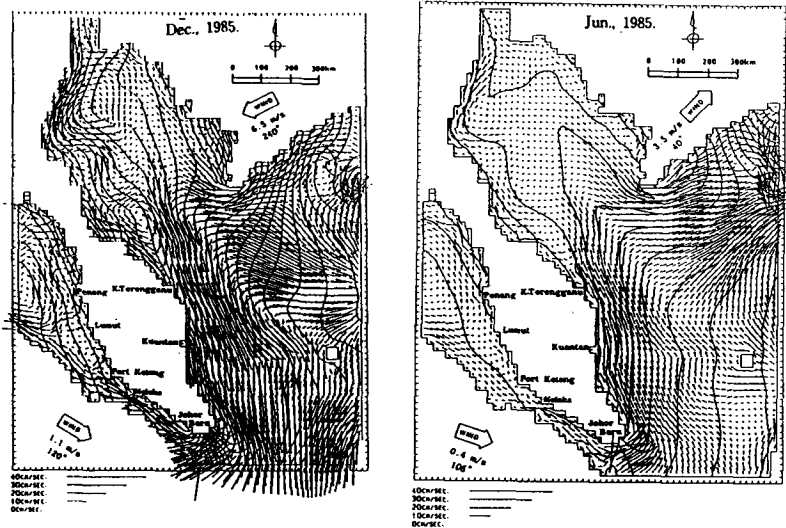 Dec., 1985.
0 100 200 300km
WIND
6.5 m/s
240°
Penang
K.Terengganu
Lumut
Kuantan
Port Kelang
Melaka
Johor
Baru
WIND
1.1 m/s
120°
40CM/SEC.
30CM/SEC.
20CM/SEC.
10CM/SEC.
0CM/SEC.
Jun., 1985.
0 100 200 300km
WIND
3.5 m/s
40°
Penang
K.Terengganu
Lumut
Kuantan
Port Kelang
Melaka
Johor
Baru
WIND
0.4 m/s
106°
40CM/SEC.
30CM/SEC.
20CM/SEC.
10CM/SEC.
0CM/SEC.